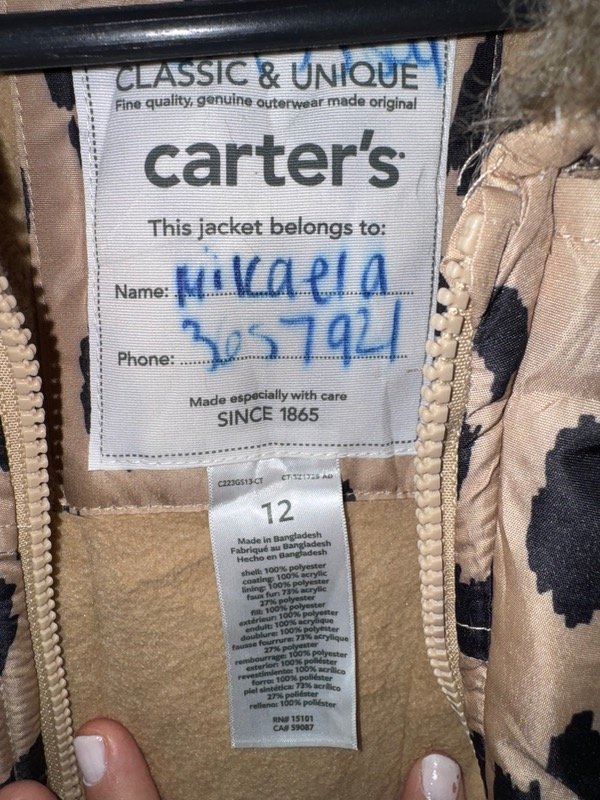 CLASSIC & UNIQUE
Fine quality, genuine outerwear made original
carter's
This jacket belongs to:
Name: Mikaela
3657921
Phone:
Made especially with care
SINCE 1865
C223G513-CT
12
Made in Bangladesh
Fabriqué au Bangladesh
Hecho en Bangladesh
shell: 100% polyester
coating: 100% acrylic
lining: 100% polyester
faux fur: 73% acrylic
27% polyester
fill: 100% polyester
extérieur: 100% polyester
enduit: 100% acrylique
doublure: 100% polyester
fausse fourrure: 73% acrylique
27% polyester
rembourrage: 100% polyester
exterior: 100% poliéster
revestimiento: 100% acrílico
forro: 100% poliéster
piel sintética: 73% acrílico
27% poliéster
relleno: 100% poliéster
RN# 15101
CA# 59087